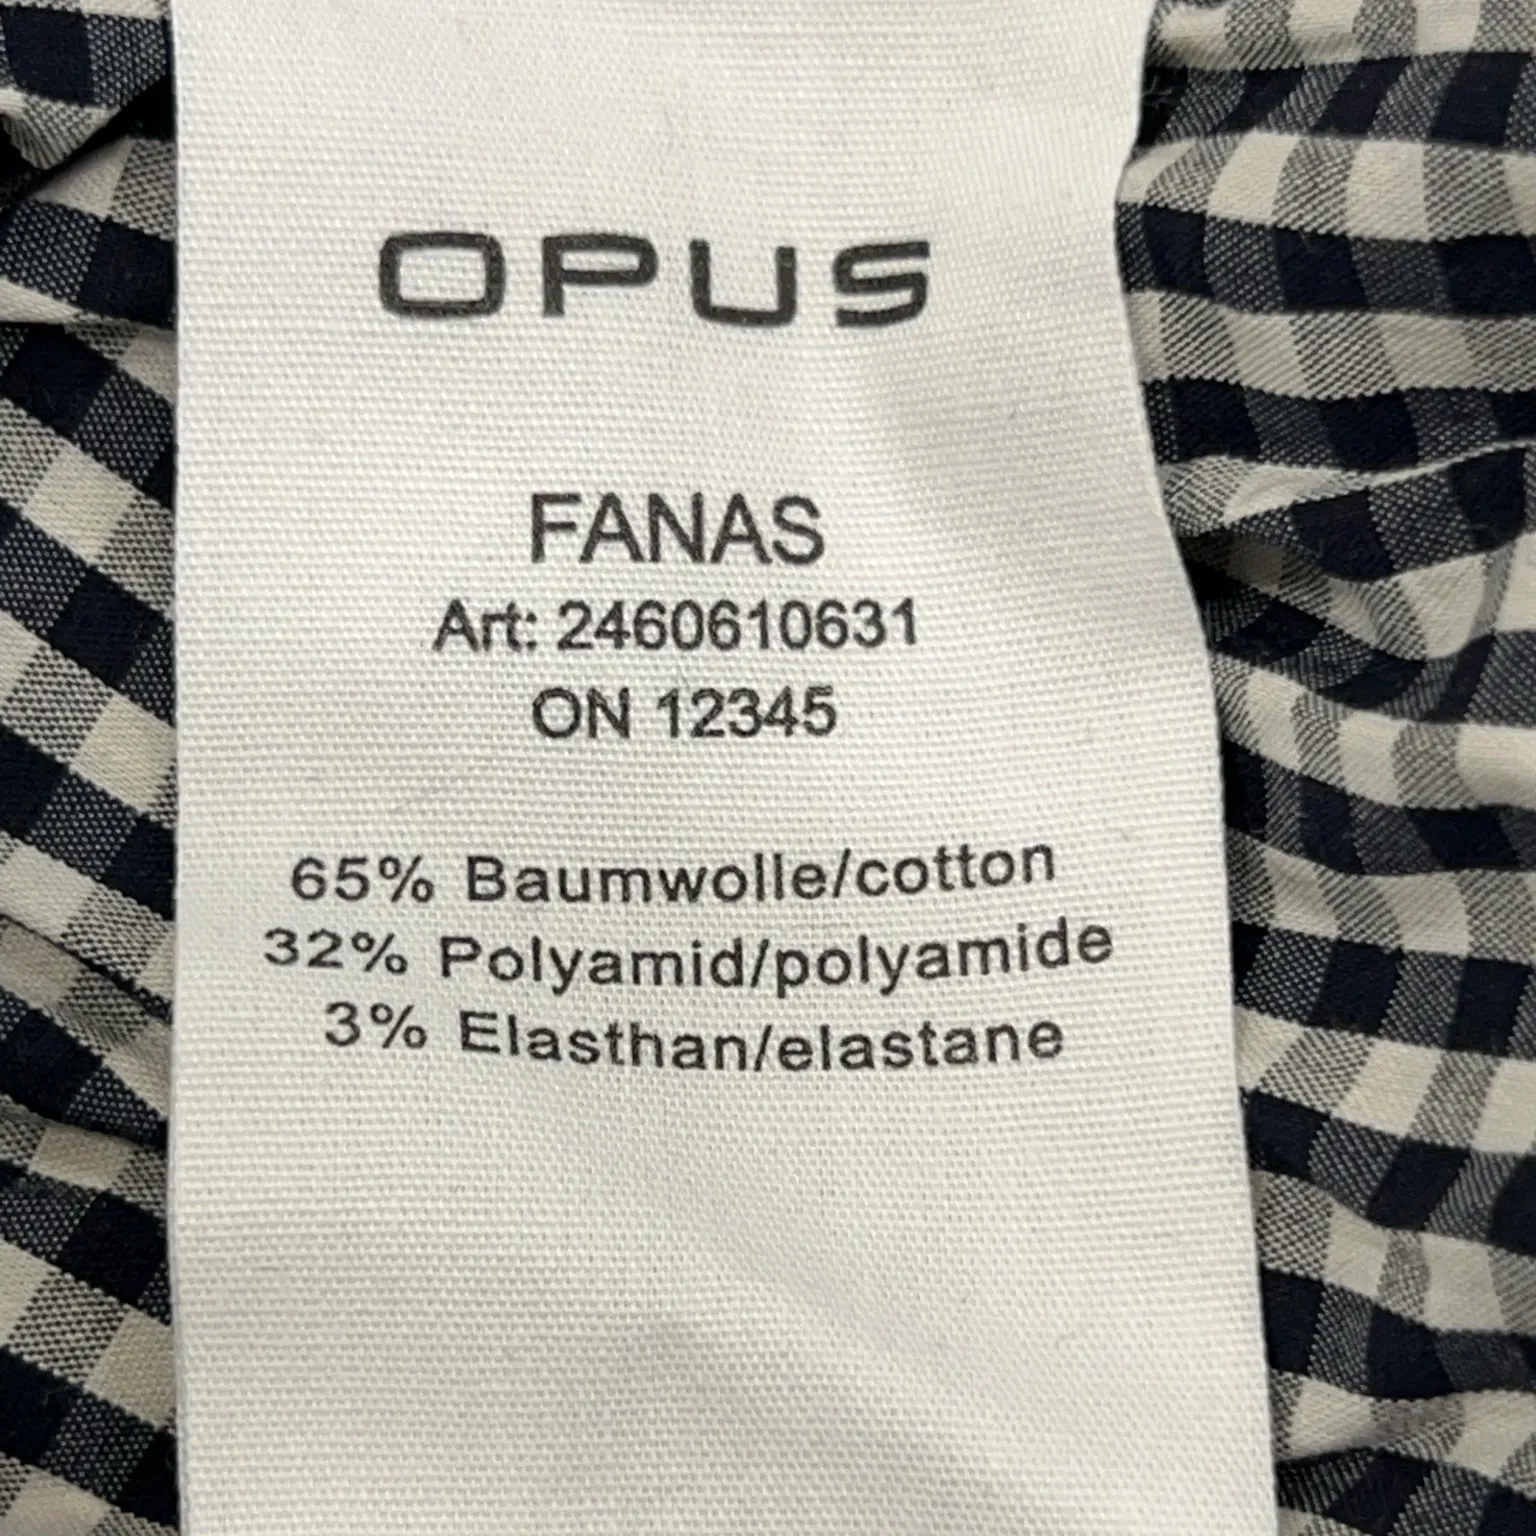 OPUS
FANAS
Art: 2460610631
ON 12345
65% Baumwolle/cotton
32% Polyamid/polyamide
3% Elasthan/elastane